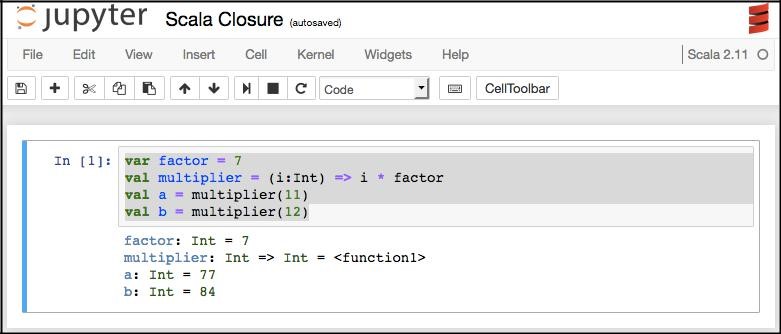 jupyter Scala Closure (autosaved)
File Edit View Insert Cell Kernel Widgets Help Scala 2.11
Code CellToolbar
In [1]: var factor = 7
val multiplier = (i:Int) => i * factor
val a = multiplier(11)
val b = multiplier(12)
factor: Int = 7
multiplier: Int => Int = <function1>
a: Int = 77
b: Int = 84